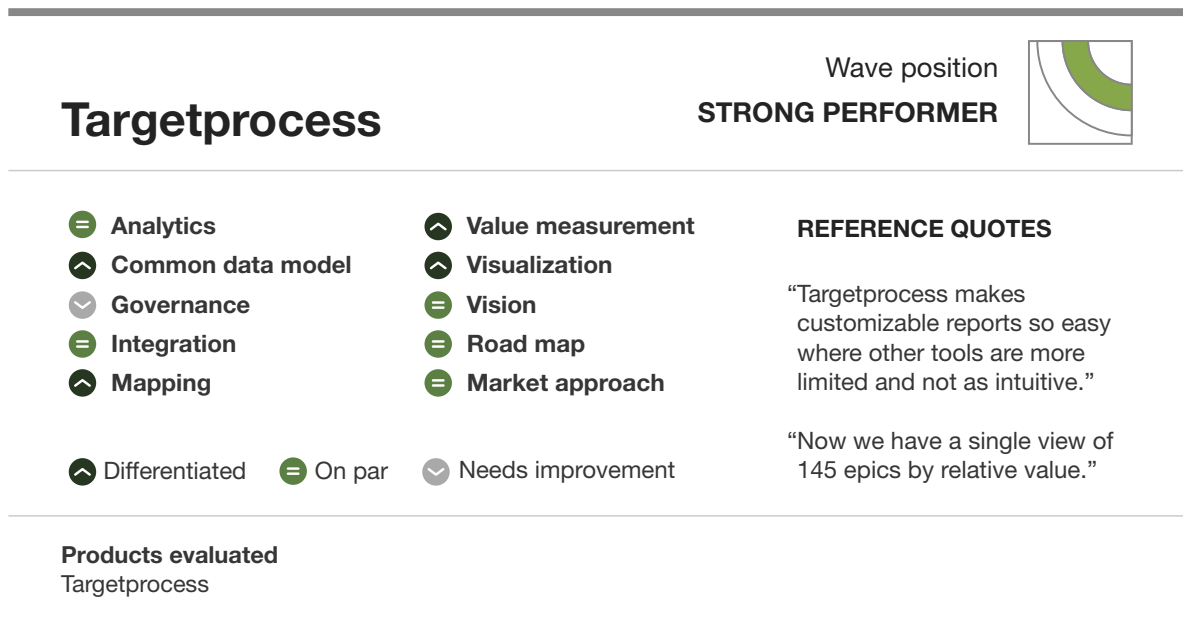 Wave position
Targetprocess
STRONG PERFORMER
Analytics
Common data model
Governance
Integration
Mapping
Value measurement
Visualization
Vision
Road map
Market approach
Differentiated
On par
Needs improvement
REFERENCE QUOTES
“Targetprocess makes
customizable reports so easy
where other tools are more
limited and not as intuitive.”
“Now we have a single view of
145 epics by relative value.”
Products evaluated
Targetprocess